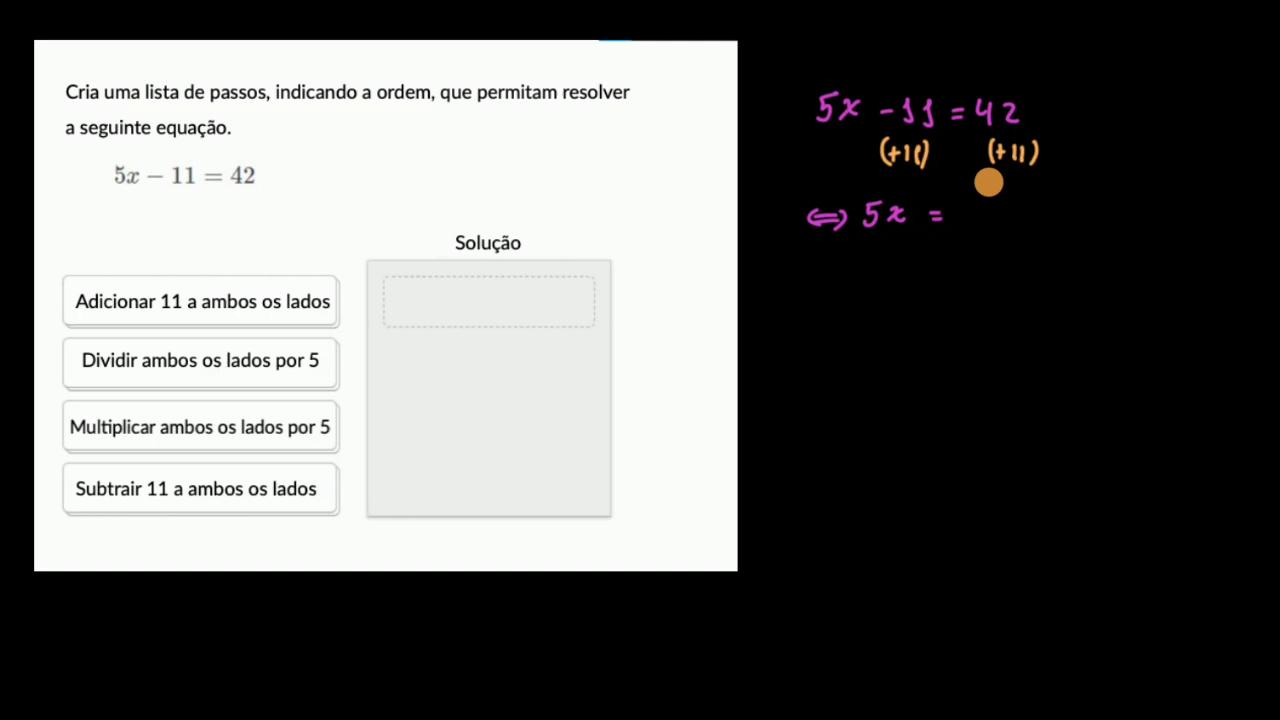 Cria uma lista de passos, indicando a ordem, que permitam resolver
a seguinte equação.
5x − 11 = 42
Solução
Adicionar 11 a ambos os lados
Dividir ambos os lados por 5
Multiplicar ambos os lados por 5
Subtrair 11 a ambos os lados
5x - 11 = 42
(+11) (+11)
⇔ 5x =